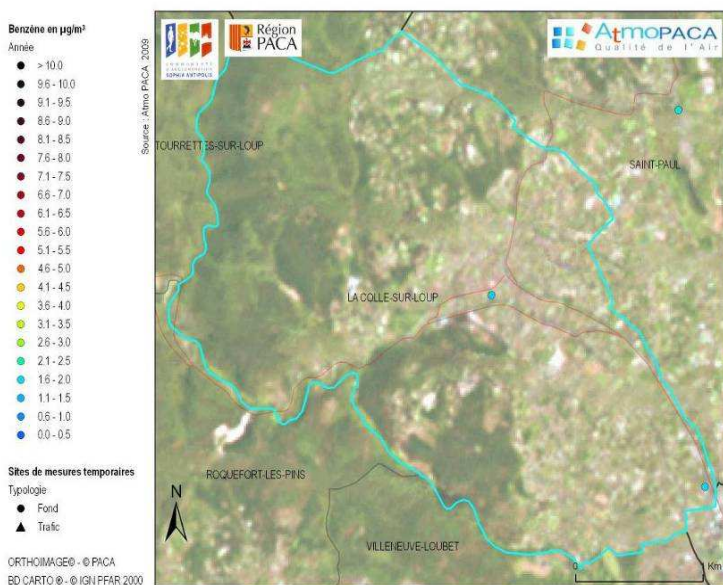 Benzène en µg/m³
Année
> 10.0
9.6 - 10.0
9.1 - 9.5
8.6 - 9.0
8.1 - 8.5
7.6 - 8.0
7.1 - 7.5
6.6 - 7.0
6.1 - 6.5
5.6 - 6.0
5.1 - 5.5
4.6 - 5.0
4.1 - 4.5
3.6 - 4.0
3.1 - 3.5
2.6 - 3.0
2.1 - 2.5
1.6 - 2.0
1.1 - 1.5
0.6 - 1.0
0.0 - 0.5
Sites de mesures temporaires
Typologie
Fond
Trafic
ORTHOIMAGE© - © PACA
BD CARTO ® - © IGN PFAR 2000
Source : Atmo PACA 2009
SOPHIA ANTIPOLIS
Région
PACA
AtmoPACA
Qualité de l'Air
TOURRETTES-SUR-LOUP
SAINT-PAUL
LA COLLE-SUR-LOUP
ROQUEFORT-LES-PINS
VILLENEUVE-LOUBET
N
0 1 Km